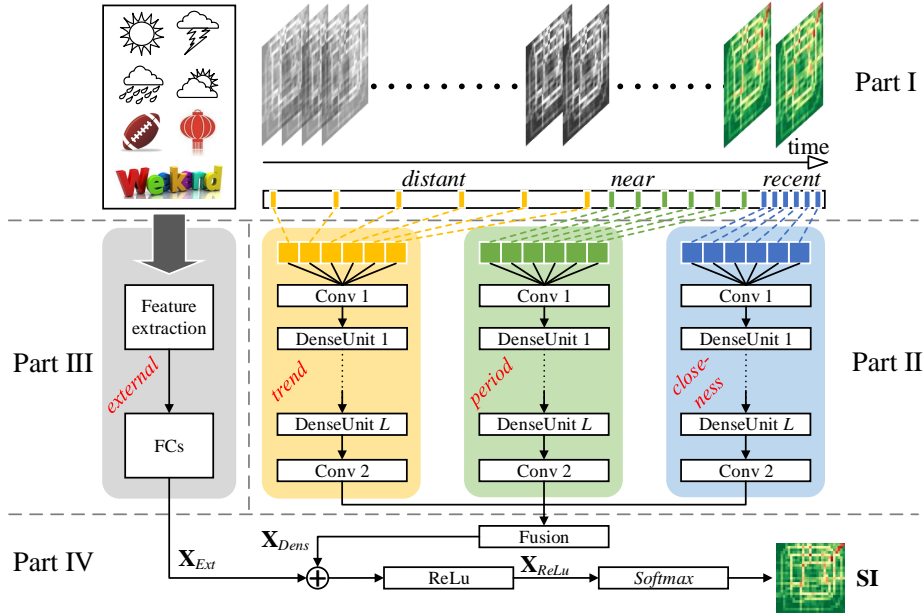 Part I
time
distant near recent
Part III
Part II
Feature
extraction
external
FCs
Conv 1
DenseUnit 1
trend
DenseUnit L
Conv 2
Conv 1
DenseUnit 1
period
DenseUnit L
Conv 2
Conv 1
DenseUnit 1
close-
ness
DenseUnit L
Conv 2
Part IV
X_Ext
X_Dens
Fusion
ReLu
X_ReLu
Softmax
SI